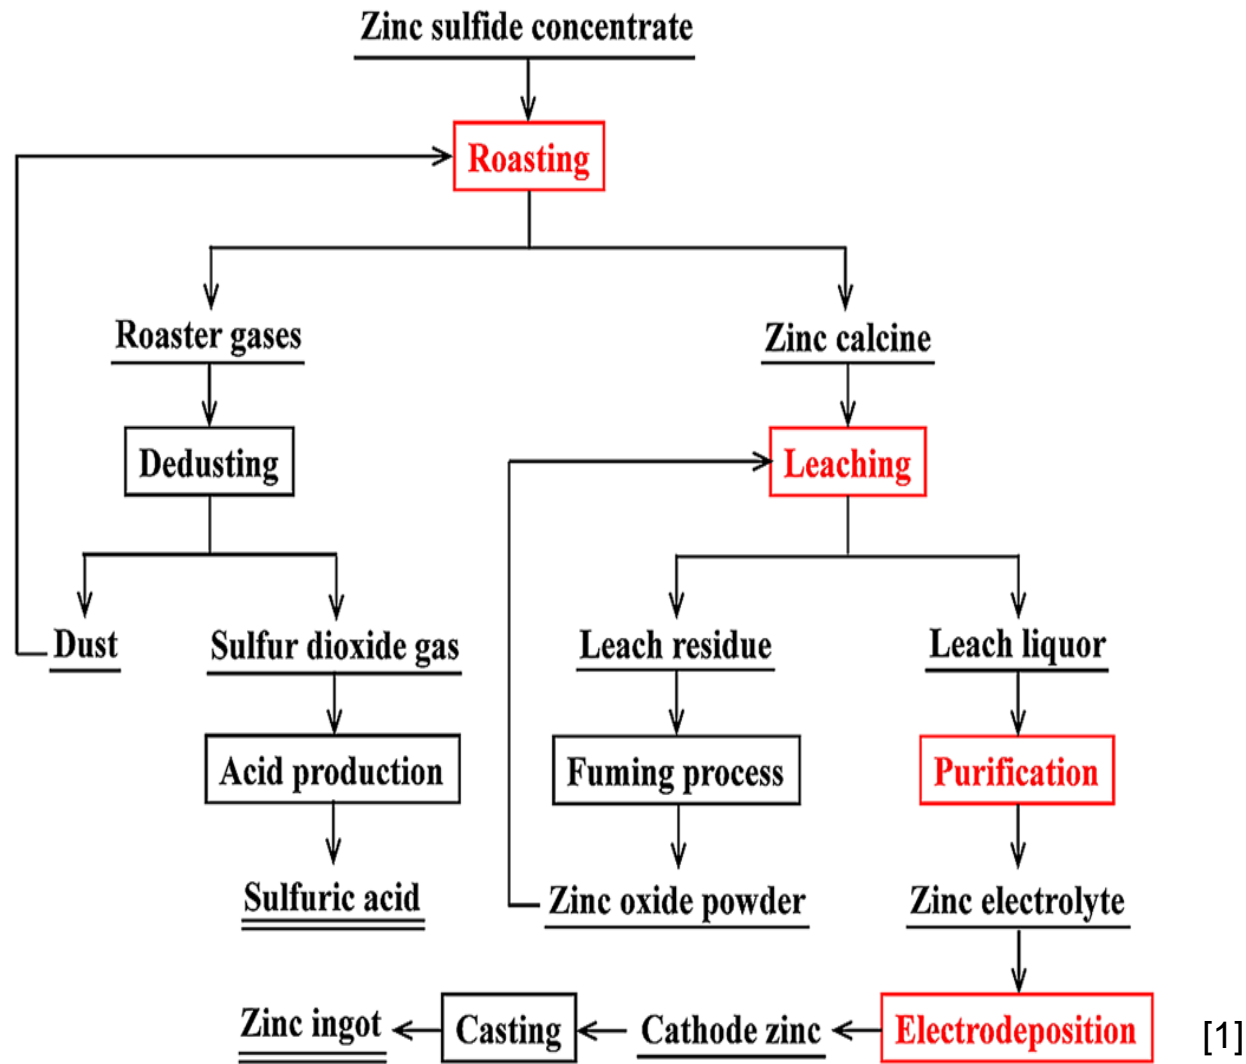 Zinc sulfide concentrate
Roasting
Roaster gases
Zinc calcine
Dedusting
Leaching
Dust
Sulfur dioxide gas
Leach residue
Leach liquor
Acid production
Fuming process
Purification
Sulfuric acid
Zinc oxide powder
Zinc electrolyte
Zinc ingot
Casting
Cathode zinc
Electrodeposition
[1]